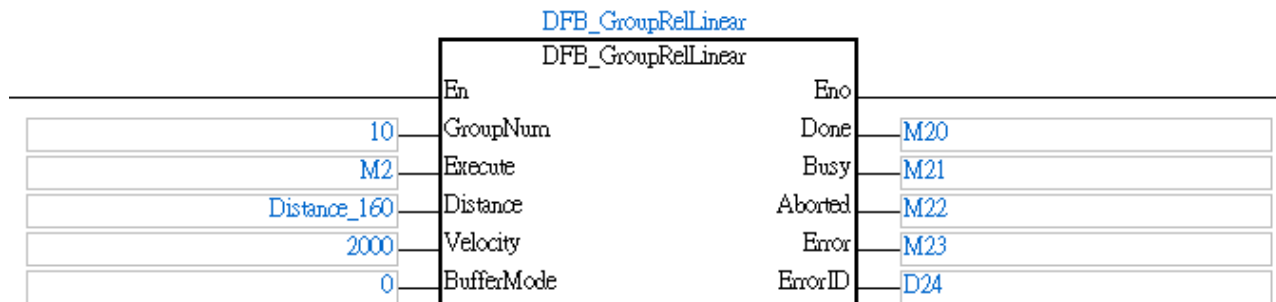 DFB_GroupRelLinear
DFB_GroupRelLinear
En Eno
10 GroupNum Done M20
M2 Execute Busy M21
Distance_160 Distance Aborted M22
2000 Velocity Error M23
0 BufferMode ErrorID D24